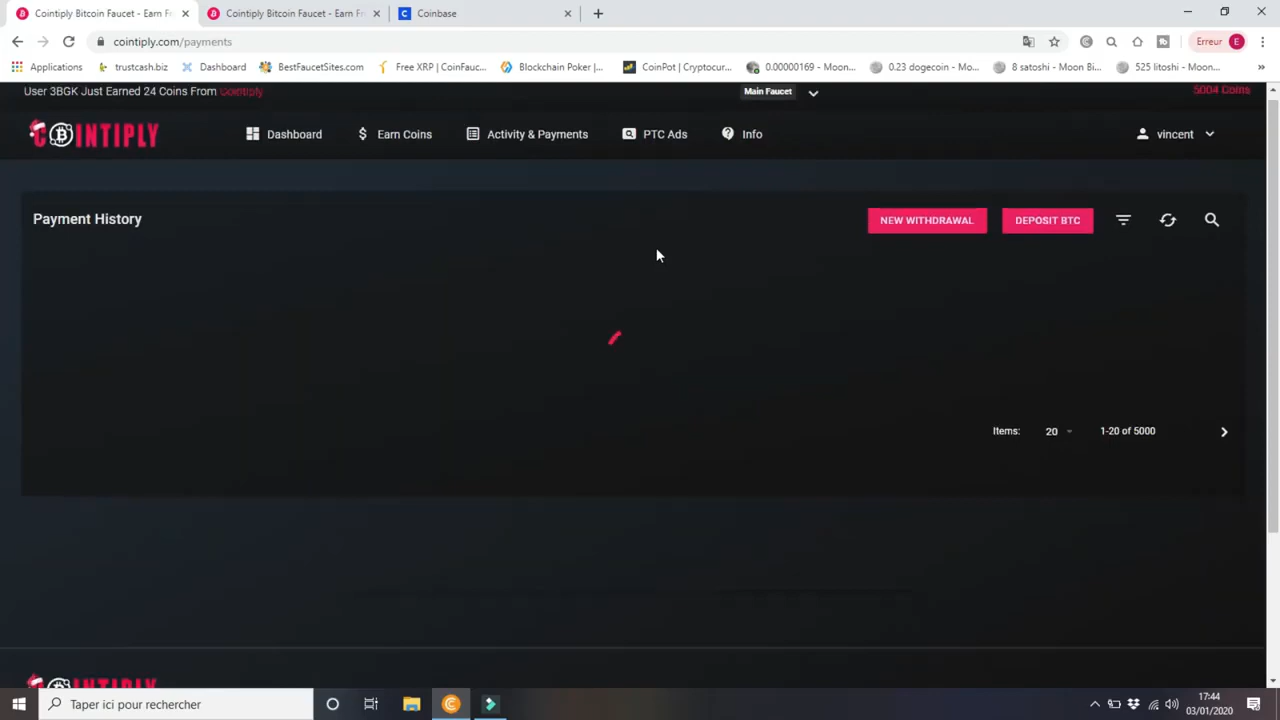 Cointiply Bitcoin Faucet - Earn Fr
Cointiply Bitcoin Faucet - Earn Fr
Coinbase
cointiply.com/payments
Erreur E
Applications
trustcash.biz
Dashboard
BestFaucetSites.com
Free XRP | CoinFauc...
Blockchain Poker |...
CoinPot | Cryptocur...
0.00000169 - Moon...
0.23 dogecoin - Mo...
8 satoshi - Moon Bi...
525 litoshi - Moon...
User 3BGK Just Earned 24 Coins From Cointiply
Main Faucet
5004 Coins
COINTIPLY
Dashboard
Earn Coins
Activity & Payments
PTC Ads
Info
vincent
Payment History
NEW WITHDRAWAL
DEPOSIT BTC
Items:
20
1-20 of 5000
COINTIPLY
Taper ici pour rechercher
17:44
03/01/2020